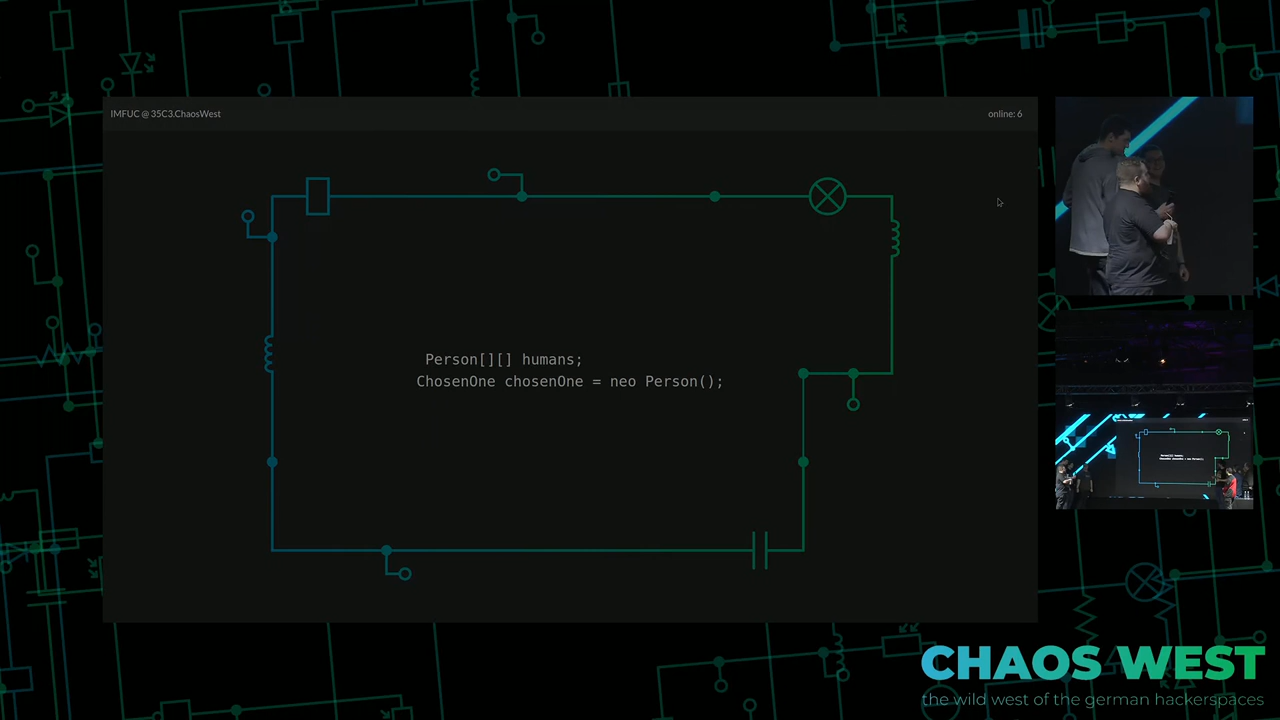 IMFUC @ 35C3.ChaosWest
online: 6
Person[][] humans;
ChosenOne chosenOne = neo Person();
CHAOS WEST
the wild west of the german hackerspaces